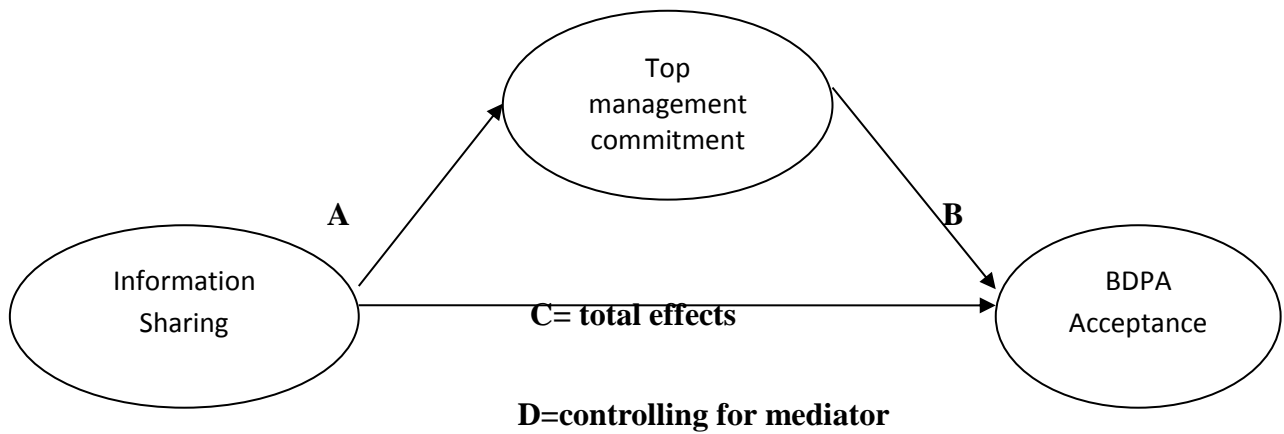 Top
management
commitment
A
B
Information
Sharing
BDPA
Acceptance
C= total effects
D=controlling for mediator